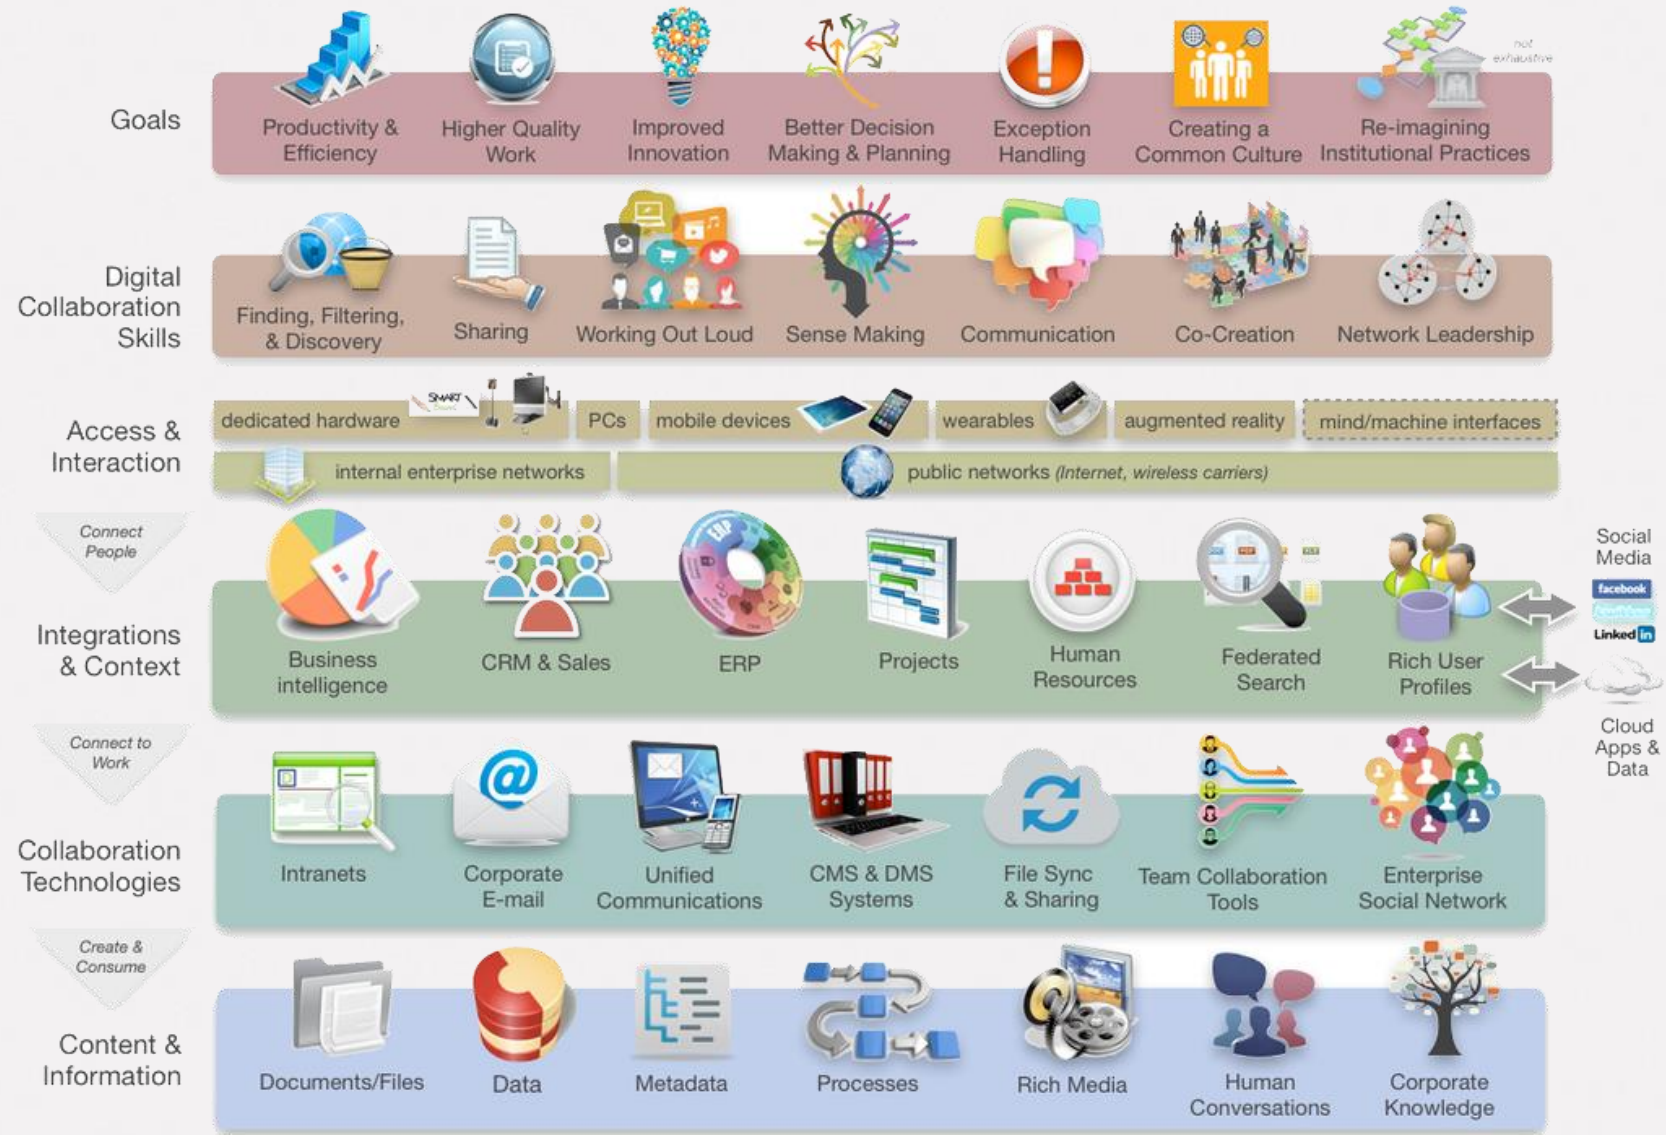 not
exhaustive
Goals
Productivity &
Efficiency
Higher Quality
Work
Improved
Innovation
Better Decision
Making & Planning
Exception
Handling
Creating a
Common Culture
Re-imagining
Institutional Practices
Digital
Collaboration
Skills
Finding, Filtering,
& Discovery
Sharing
Working Out Loud
Sense Making
Communication
Co-Creation
Network Leadership
Access &
Interaction
dedicated hardware
SMART
PCs
mobile devices
wearables
augmented reality
mind/machine interfaces
internal enterprise networks
public networks (Internet, wireless carriers)
Connect
People
Integrations
& Context
Business
intelligence
CRM & Sales
ERP
ERP
Projects
Human
Resources
PDF
Federated
Search
Rich User
Profiles
Social
Media
facebook
Linked in
Cloud
Apps &
Data
Connect to
Work
Collaboration
Technologies
Intranets
@
Corporate
E-mail
Unified
Communications
CMS & DMS
Systems
File Sync
& Sharing
Team Collaboration
Tools
Enterprise
Social Network
Create &
Consume
Content &
Information
Documents/Files
Data
Metadata
Processes
Rich Media
Human
Conversations
Corporate
Knowledge